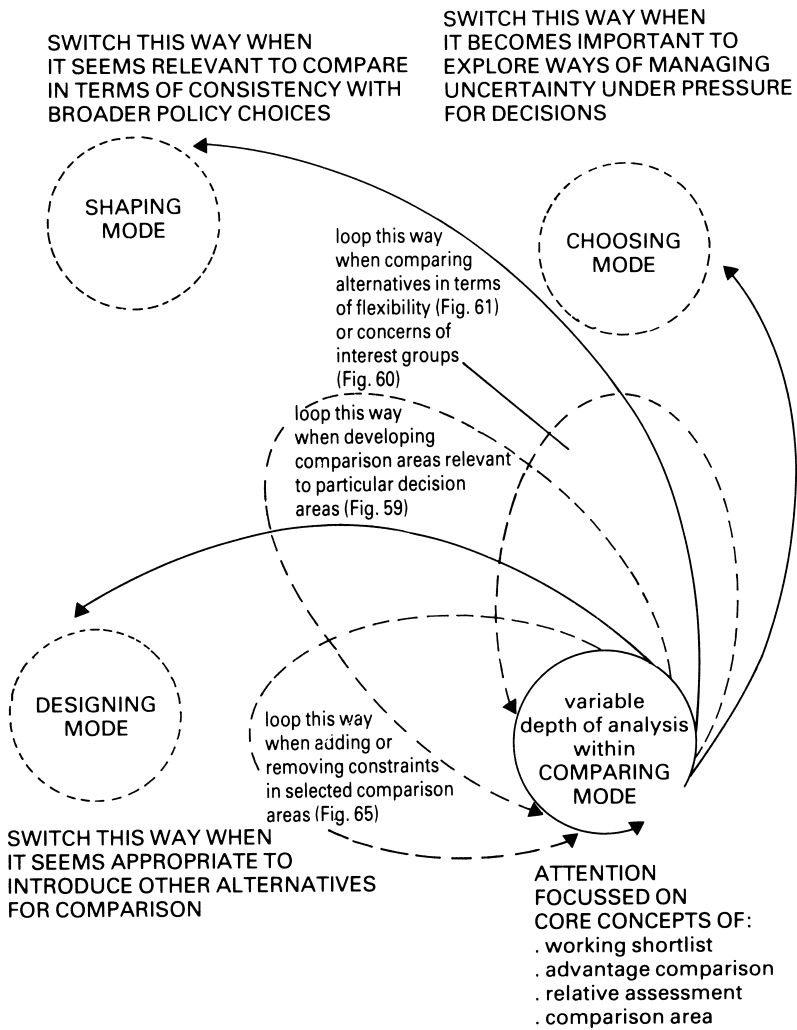 SWITCH THIS WAY WHEN
IT SEEMS RELEVANT TO COMPARE
IN TERMS OF CONSISTENCY WITH
BROADER POLICY CHOICES
SWITCH THIS WAY WHEN
IT BECOMES IMPORTANT TO
EXPLORE WAYS OF MANAGING
UNCERTAINTY UNDER PRESSURE
FOR DECISIONS
SHAPING
MODE
CHOOSING
MODE
loop this way
when comparing
alternatives in terms
of flexibility (Fig. 61)
or concerns of
interest groups
(Fig. 60)
loop this way
when developing
comparison areas relevant
to particular decision
areas (Fig. 59)
DESIGNING
MODE
loop this way
when adding or
removing constraints
in selected comparison
areas (Fig. 65)
variable
depth of analysis
within
COMPARING
MODE
SWITCH THIS WAY WHEN
IT SEEMS APPROPRIATE TO
INTRODUCE OTHER ALTERNATIVES
FOR COMPARISON
ATTENTION
FOCUSSED ON
CORE CONCEPTS OF:
. working shortlist
. advantage comparison
. relative assessment
. comparison area